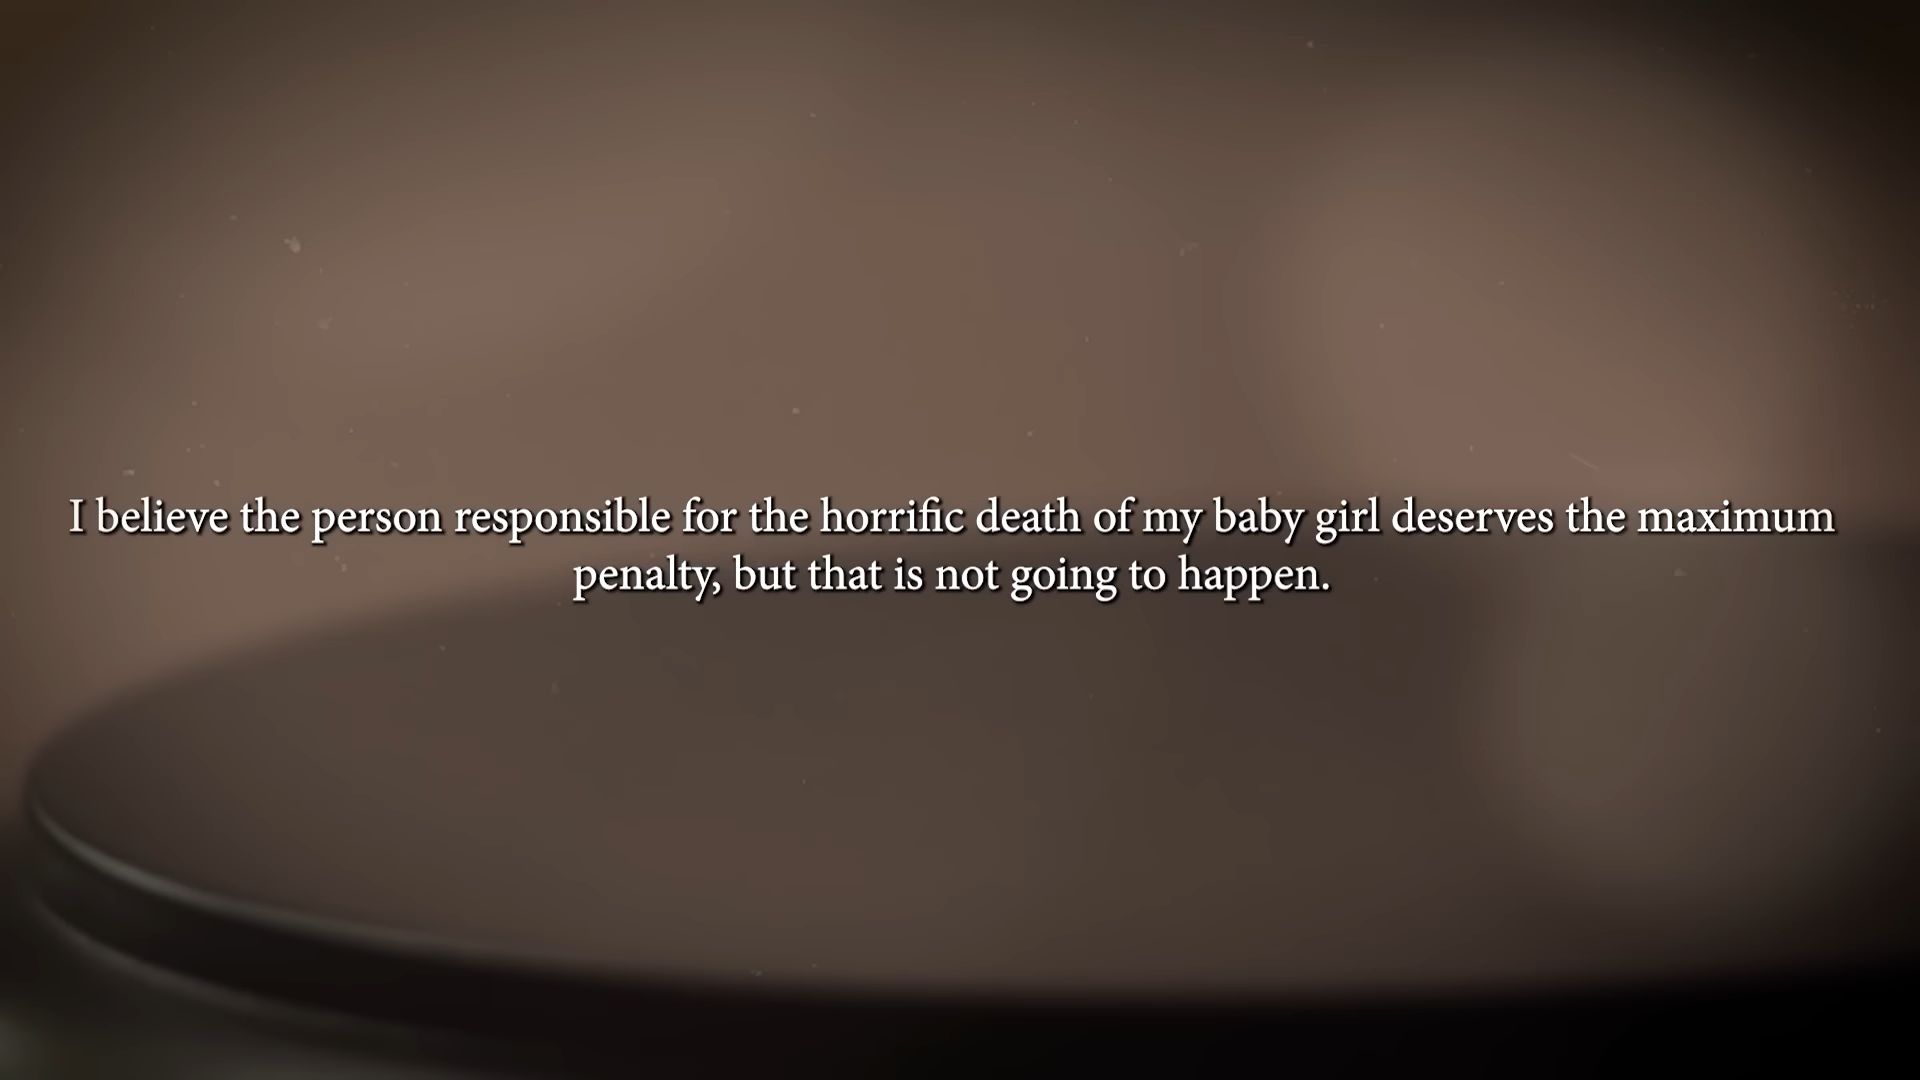 I believe the person responsible for the horrific death of my baby girl deserves the maximum
penalty, but that is not going to happen.